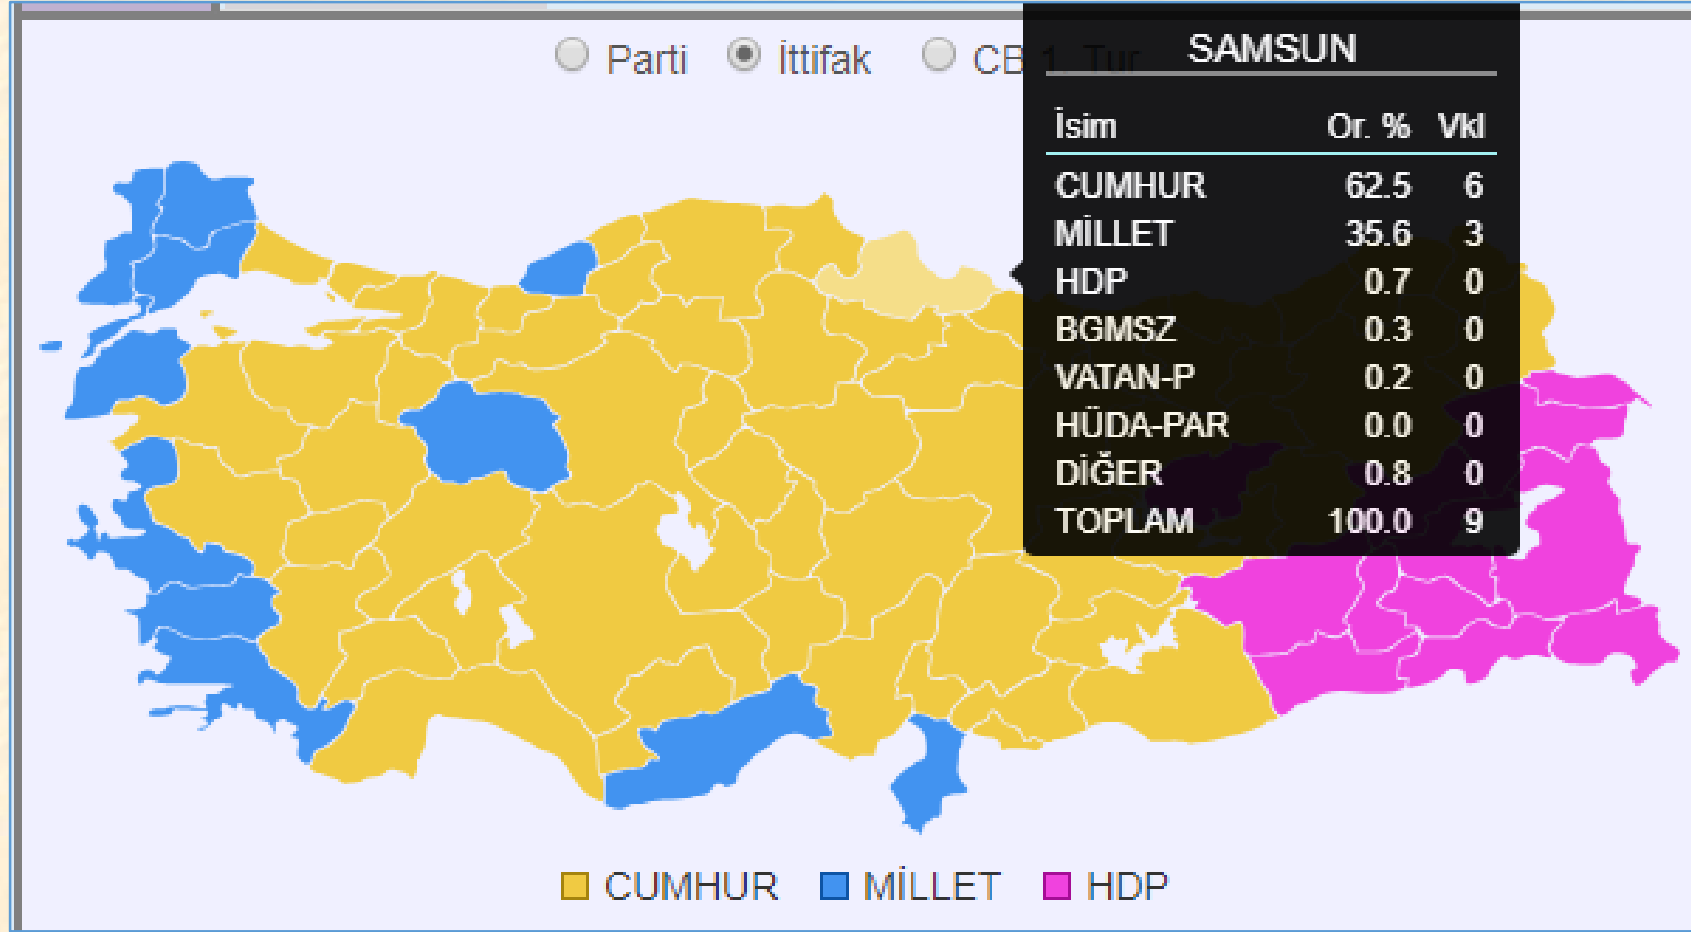 Parti İttifak CB 1. Tur
SAMSUN
İsim Or. % Vkl
CUMHUR 62.5 6
MİLLET 35.6 3
HDP 0.7 0
BGMSZ 0.3 0
VATAN-P 0.2 0
HÜDA-PAR 0.0 0
DİĞER 0.8 0
TOPLAM 100.0 9
CUMHUR MİLLET HDP